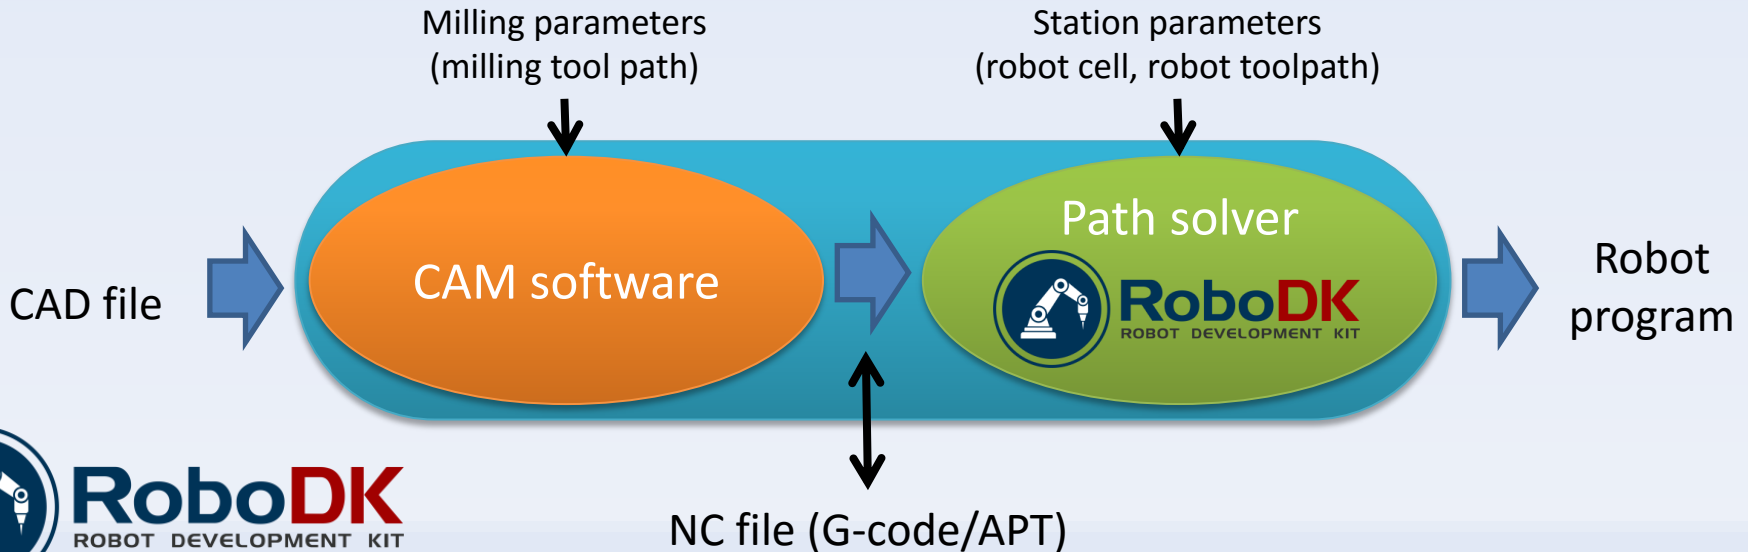 Milling parameters
(milling tool path)
Station parameters
(robot cell, robot toolpath)
CAD file
CAM software
Path solver
RoboDK
ROBOT DEVELOPMENT KIT
Robot
program
RoboDK
ROBOT DEVELOPMENT KIT
NC file (G-code/APT)